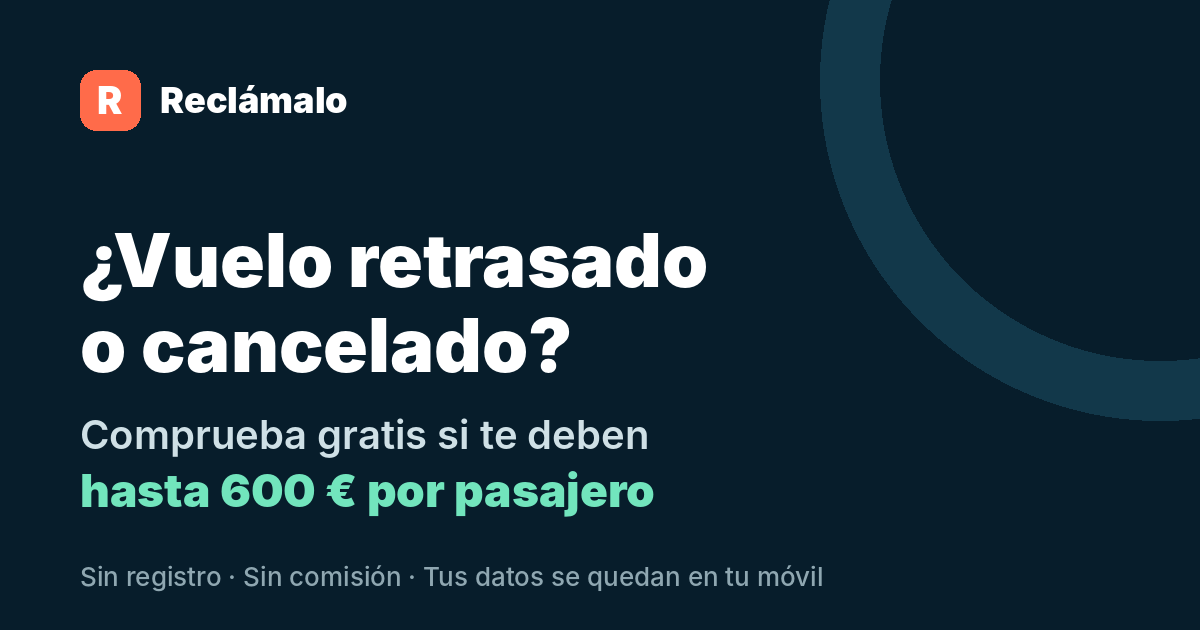 R Reclámalo
¿Vuelo retrasado
o cancelado?
Comprueba gratis si te deben
hasta 600 € por pasajero
Sin registro · Sin comisión · Tus datos se quedan en tu móvil